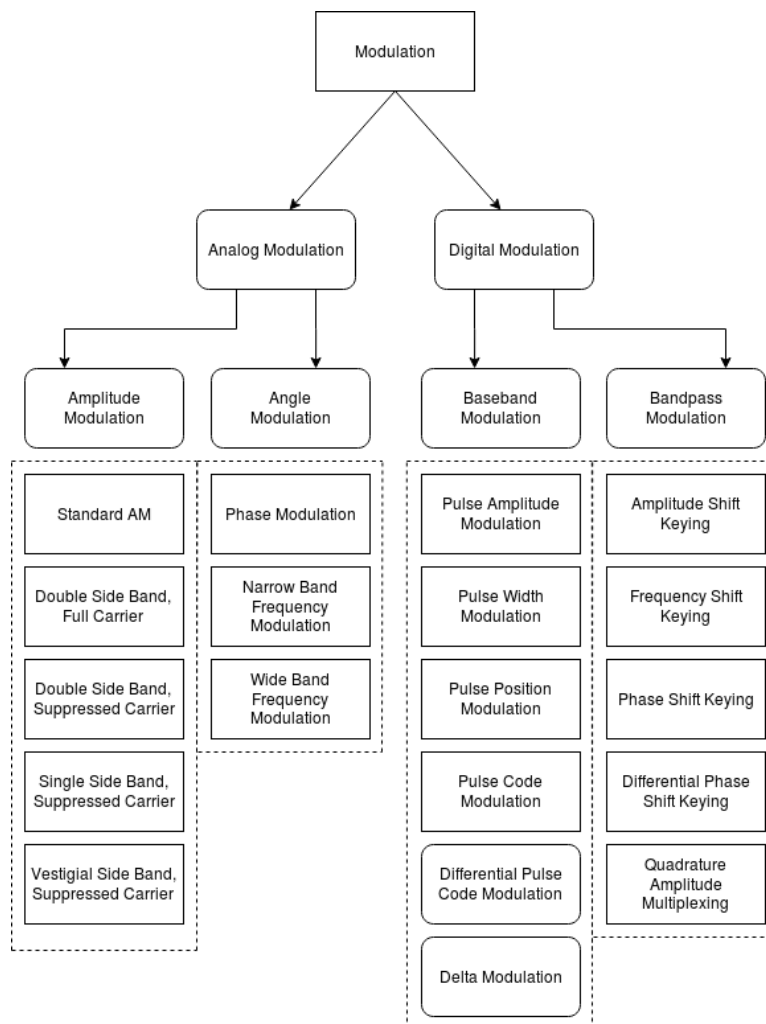 Modulation
Analog Modulation
Digital Modulation
Amplitude
Modulation
Angle
Modulation
Baseband
Modulation
Bandpass
Modulation
Standard AM
Double Side Band,
Full Carrier
Double Side Band,
Suppressed Carrier
Single Side Band,
Suppressed Carrier
Vestigial Side Band,
Suppressed Carrier
Phase Modulation
Narrow Band
Frequency
Modulation
Wide Band
Frequency
Modulation
Pulse Amplitude
Modulation
Pulse Width
Modulation
Pulse Position
Modulation
Pulse Code
Modulation
Differential Pulse
Code Modulation
Delta Modulation
Amplitude Shift
Keying
Frequency Shift
Keying
Phase Shift Keying
Differential Phase
Shift Keying
Quadrature
Amplitude
Multiplexing